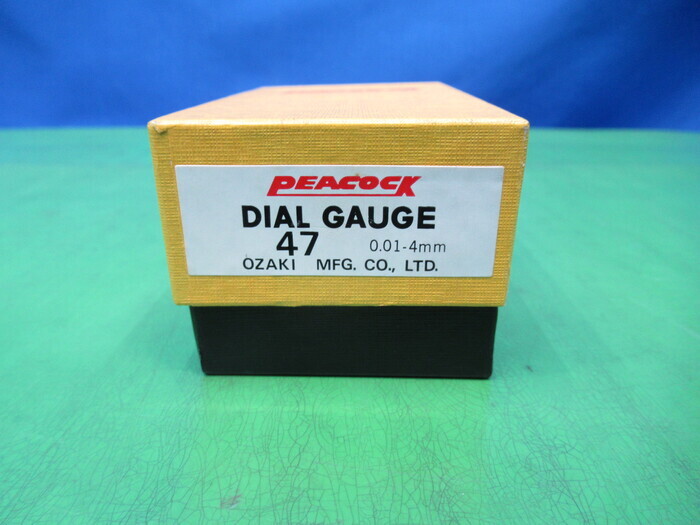 PEACOCK
DIAL GAUGE
47 0.01-4mm
OZAKI MFG. CO., LTD.